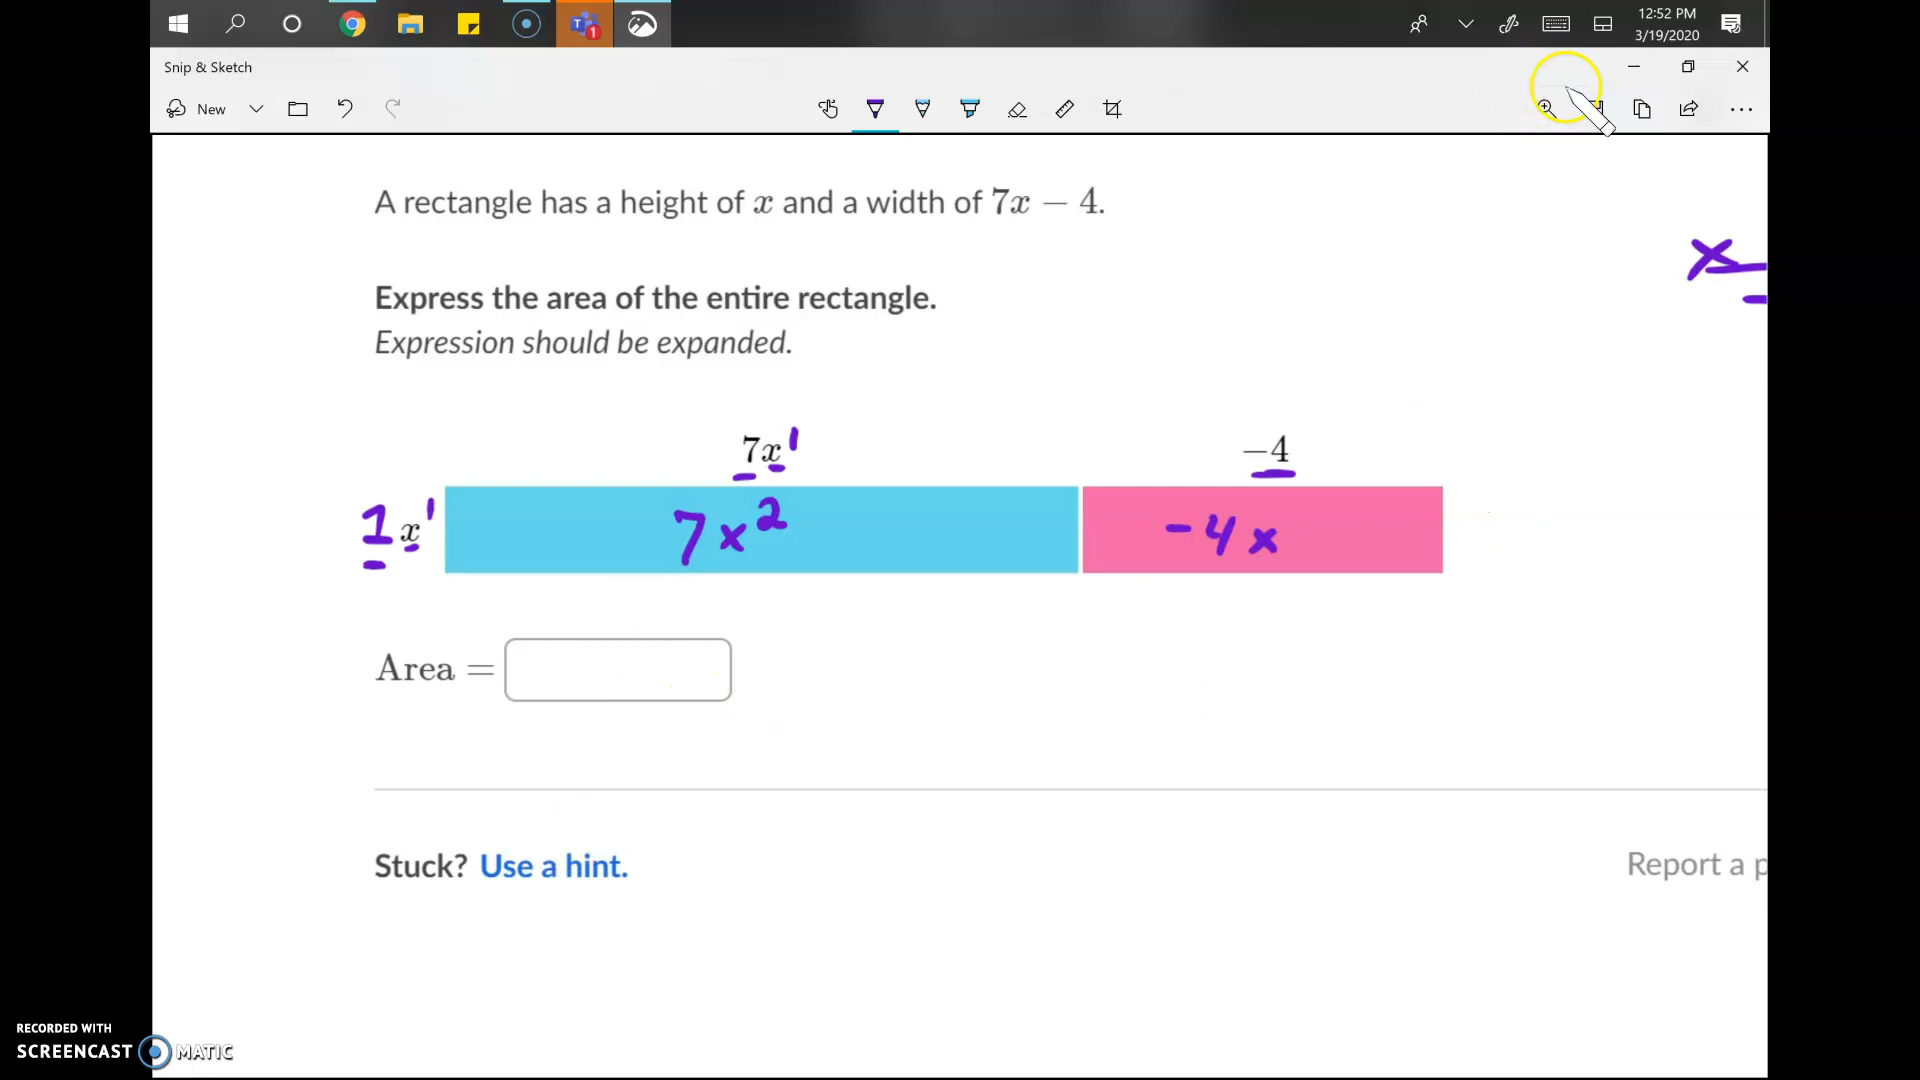 12:52 PM
3/19/2020
1
Snip & Sketch
New
A rectangle has a height of x and a width of 7x − 4.
x
Express the area of the entire rectangle.
Expression should be expanded.
7x¹
−4
1x¹
7x²
-4x
Area =
Stuck? Use a hint.
Report a p
RECORDED WITH
SCREENCAST MATIC